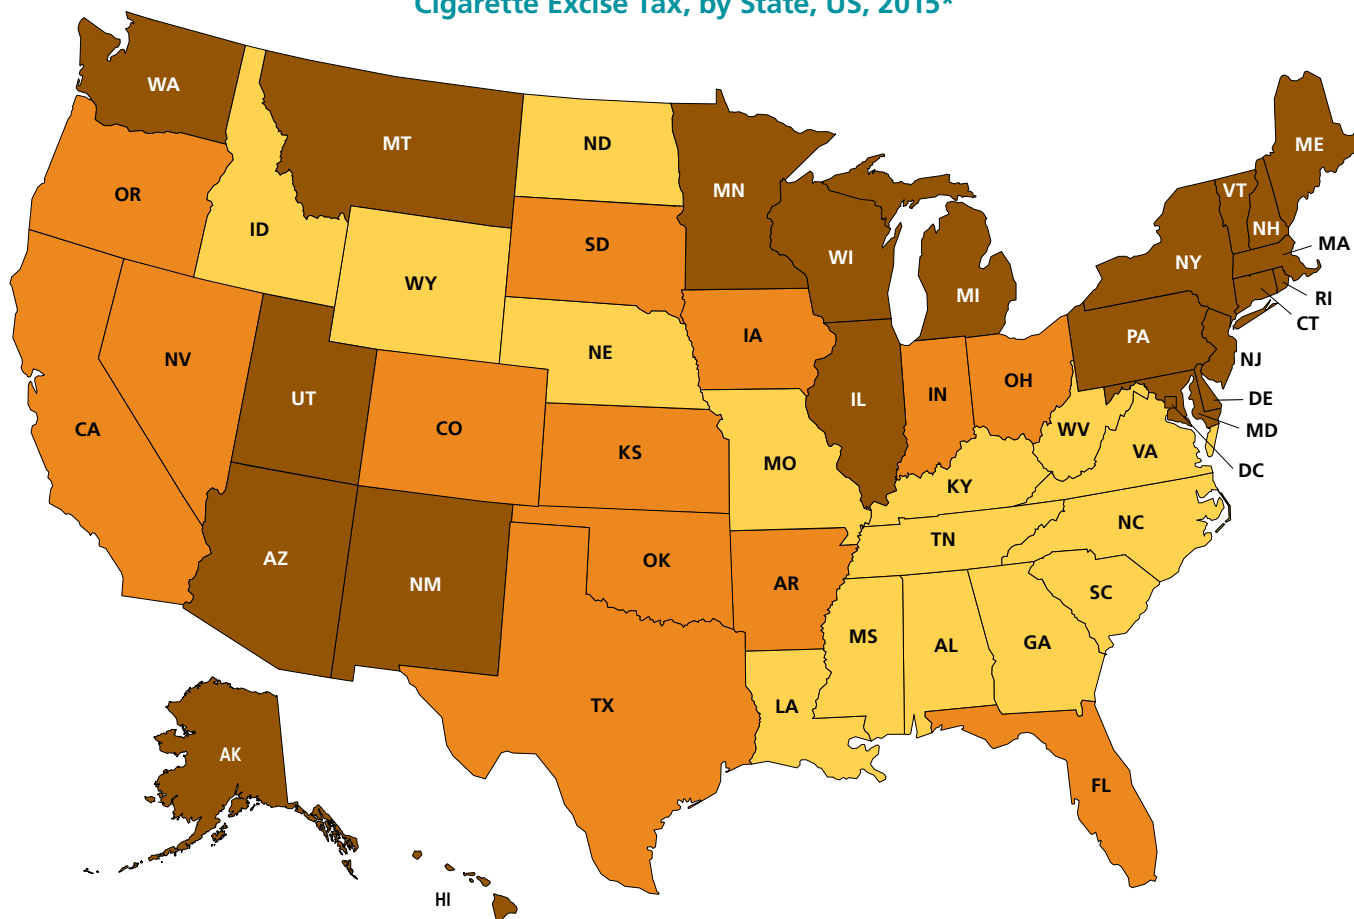 Cigarette Excise Tax, by State, US, 2015*
WA
MT
ND
MN
ME
VT
NH
OR
ID
SD
WI
MA
NY
WY
MI
RI
CT
IA
PA
NV
NE
NJ
OH
IN
UT
IL
DE
CA
CO
WV
MD
KS
VA
MO
DC
KY
NC
TN
AZ
OK
NM
AR
SC
MS
GA
AL
TX
LA
AK
FL
HI